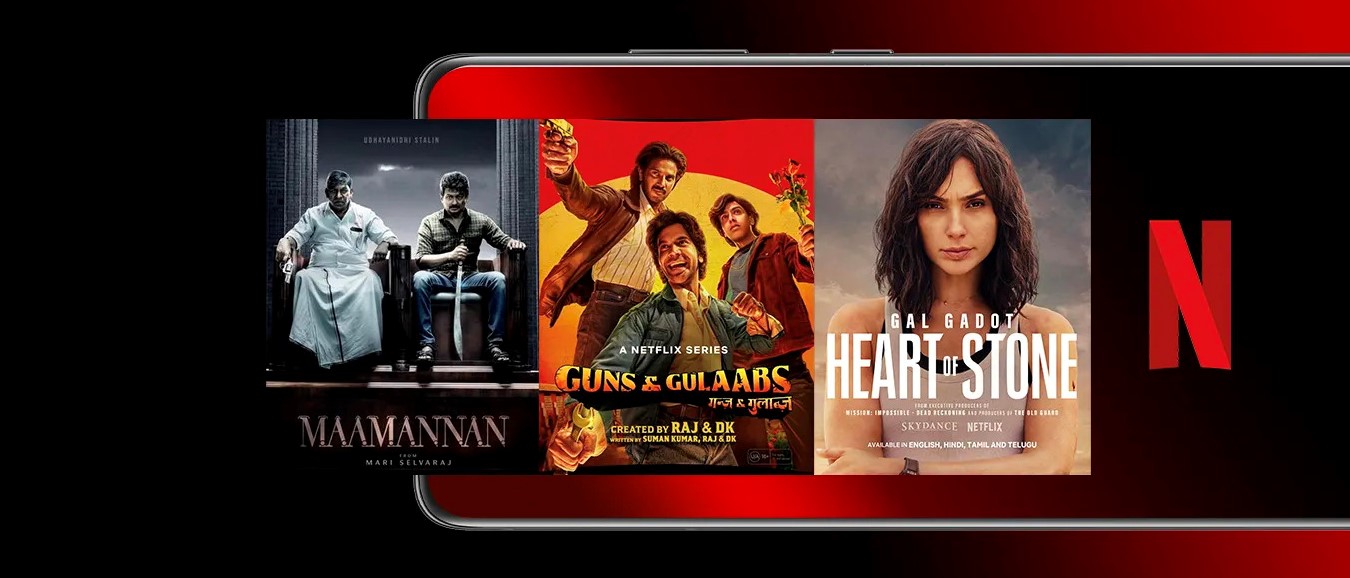 UDHAYANIDHI STALIN
MAAMANNAN
FROM
MARI SELVARAJ
A NETFLIX SERIES
GUNS & GULAABS
गन्ज़ & गुलाब्ज़
CREATED BY RAJ & DK
WRITTEN BY SUMAN KUMAR, RAJ & DK
GAL GADOT
HEART OF STONE
FROM EXECUTIVE PRODUCERS OF
MISSION: IMPOSSIBLE - DEAD RECKONING AND PRODUCERS OF THE OLD GUARD
SKYDANCE NETFLIX
AVAILABLE IN ENGLISH, HINDI, TAMIL AND TELUGU
N